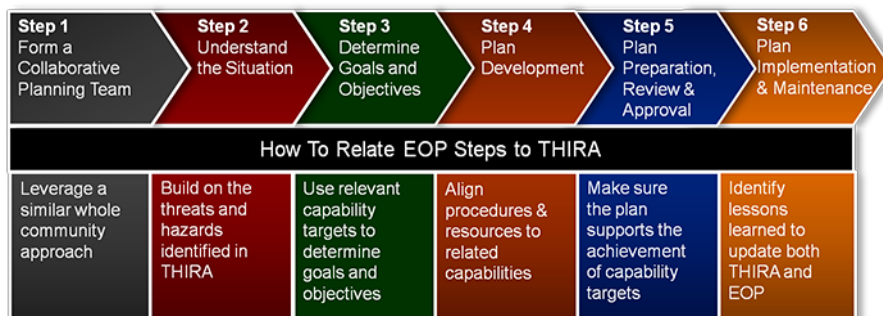 Step 1
Form a
Collaborative
Planning Team
Step 2
Understand
the Situation
Step 3
Determine
Goals and
Objectives
Step 4
Plan
Development
Step 5
Plan
Preparation,
Review &
Approval
Step 6
Plan
Implementation
& Maintenance
How To Relate EOP Steps to THIRA
Leverage a
similar whole
community
approach
Build on the
threats and
hazards
identified in
THIRA
Use relevant
capability
targets to
determine
goals and
objectives
Align
procedures &
resources to
related
capabilities
Make sure
the plan
supports the
achievement
of capability
targets
Identify
lessons
learned to
update both
THIRA and
EOP